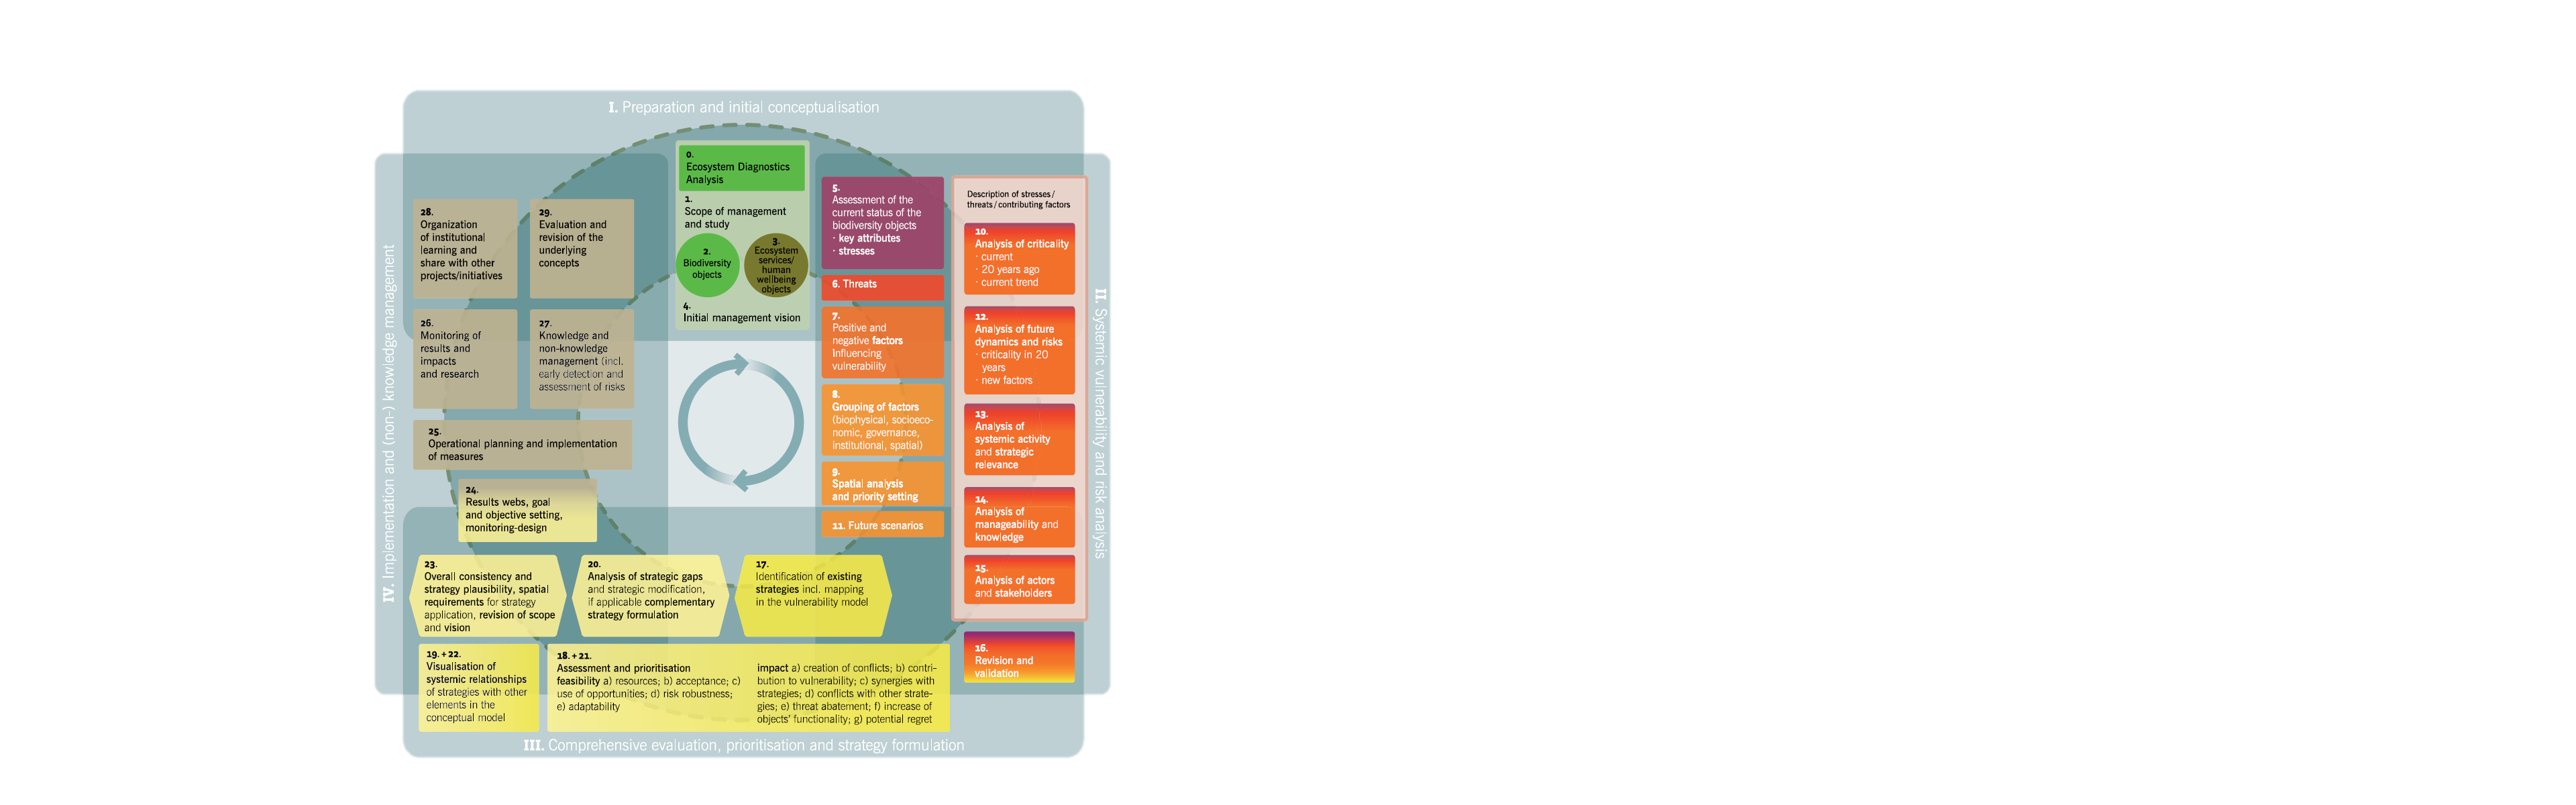 I. Preparation and initial conceptualisation
0.
Ecosystem Diagnostics
Analysis
1.
Scope of management
and study
2.
Biodiversity
objects
3.
Ecosystem
services/
human
wellbeing
objects
4.
Initial management vision
II. Systemic vulnerability and risk analysis
5.
Assessment of the
current status of the
biodiversity objects
· key attributes
· stresses
6. Threats
7.
Positive and
negative factors
Influencing
vulnerability
8.
Grouping of factors
(biophysical, socioeco-
nomic, governance,
institutional, spatial)
9.
Spatial analysis
and priority setting
11. Future scenarios
Description of stresses/
threats/contributing factors
10.
Analysis of criticality
· current
· 20 years ago
· current trend
12.
Analysis of future
dynamics and risks
· criticality in 20
years
· new factors
13.
Analysis of
systemic activity
and strategic
relevance
14.
Analysis of
manageability and
knowledge
15.
Analysis of actors
and stakeholders
16.
Revision and
validation
17.
Identification of existing
strategies incl. mapping
in the vulnerability model
20.
Analysis of strategic gaps
and strategic modification,
if applicable complementary
strategy formulation
23.
Overall consistency and
strategy plausibility, spatial
requirements for strategy
application, revision of scope
and vision
19. + 22.
Visualisation of
systemic relationships
of strategies with other
elements in the
conceptual model
18. + 21.
Assessment and prioritisation
feasibility a) resources; b) acceptance; c)
use of opportunities; d) risk robustness;
e) adaptability
impact a) creation of conflicts; b) contri-
bution to vulnerability; c) synergies with
strategies; d) conflicts with other strate-
gies; e) threat abatement; f) increase of
objects' functionality; g) potential regret
III. Comprehensive evaluation, prioritisation and strategy formulation
IV. Implementation and (non-) knowledge management
24.
Results webs, goal
and objective setting,
monitoring-design
25.
Operational planning and implementation
of measures
26.
Monitoring of
results and
impacts
and research
27.
Knowledge and
non-knowledge
management (incl.
early detection and
assessment of risks
28.
Organization
of institutional
learning and
share with other
projects/initiatives
29.
Evaluation and
revision of the
underlying
concepts